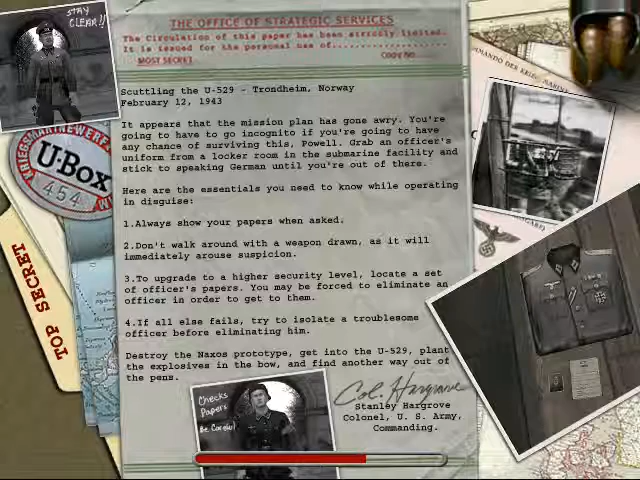 STAY
CLEAR!!
THE OFFICE OF STRATEGIC SERVICES
The Circulation of this paper has been strictly limited.
It is issued for the personal use of
MOST SECRET
COPY NO.
Scuttling the U-529 - Trondheim, Norway
February 12, 1943
It appears that the mission plan has gone awry. You're
going to have to go incognito if you're going to have
any chance of surviving this, Powell. Grab an officer's
uniform from a locker room in the submarine facility and
stick to speaking German until you're out of there.
Here are the essentials you need to know while operating
in disguise:
1.Always show your papers when asked.
2.Don't walk around with a weapon drawn, as it will
immediately arouse suspicion.
3.To upgrade to a higher security level, locate a set
of officer's papers. You may be forced to eliminate an
officer in order to get to them.
4.If all else fails, try to isolate a troublesome
officer before eliminating him.
Destroy the Naxos prototype, get into the U-529, plant
the explosives in the bow, and find another way out of
the pens.
Col. Hargrove
Stanley Hargrove
Colonel, U. S. Army,
Commanding.
Checks
Papers
Be Careful
KRIEGSMARINEWERF
U-Box
454
TOP SECRET